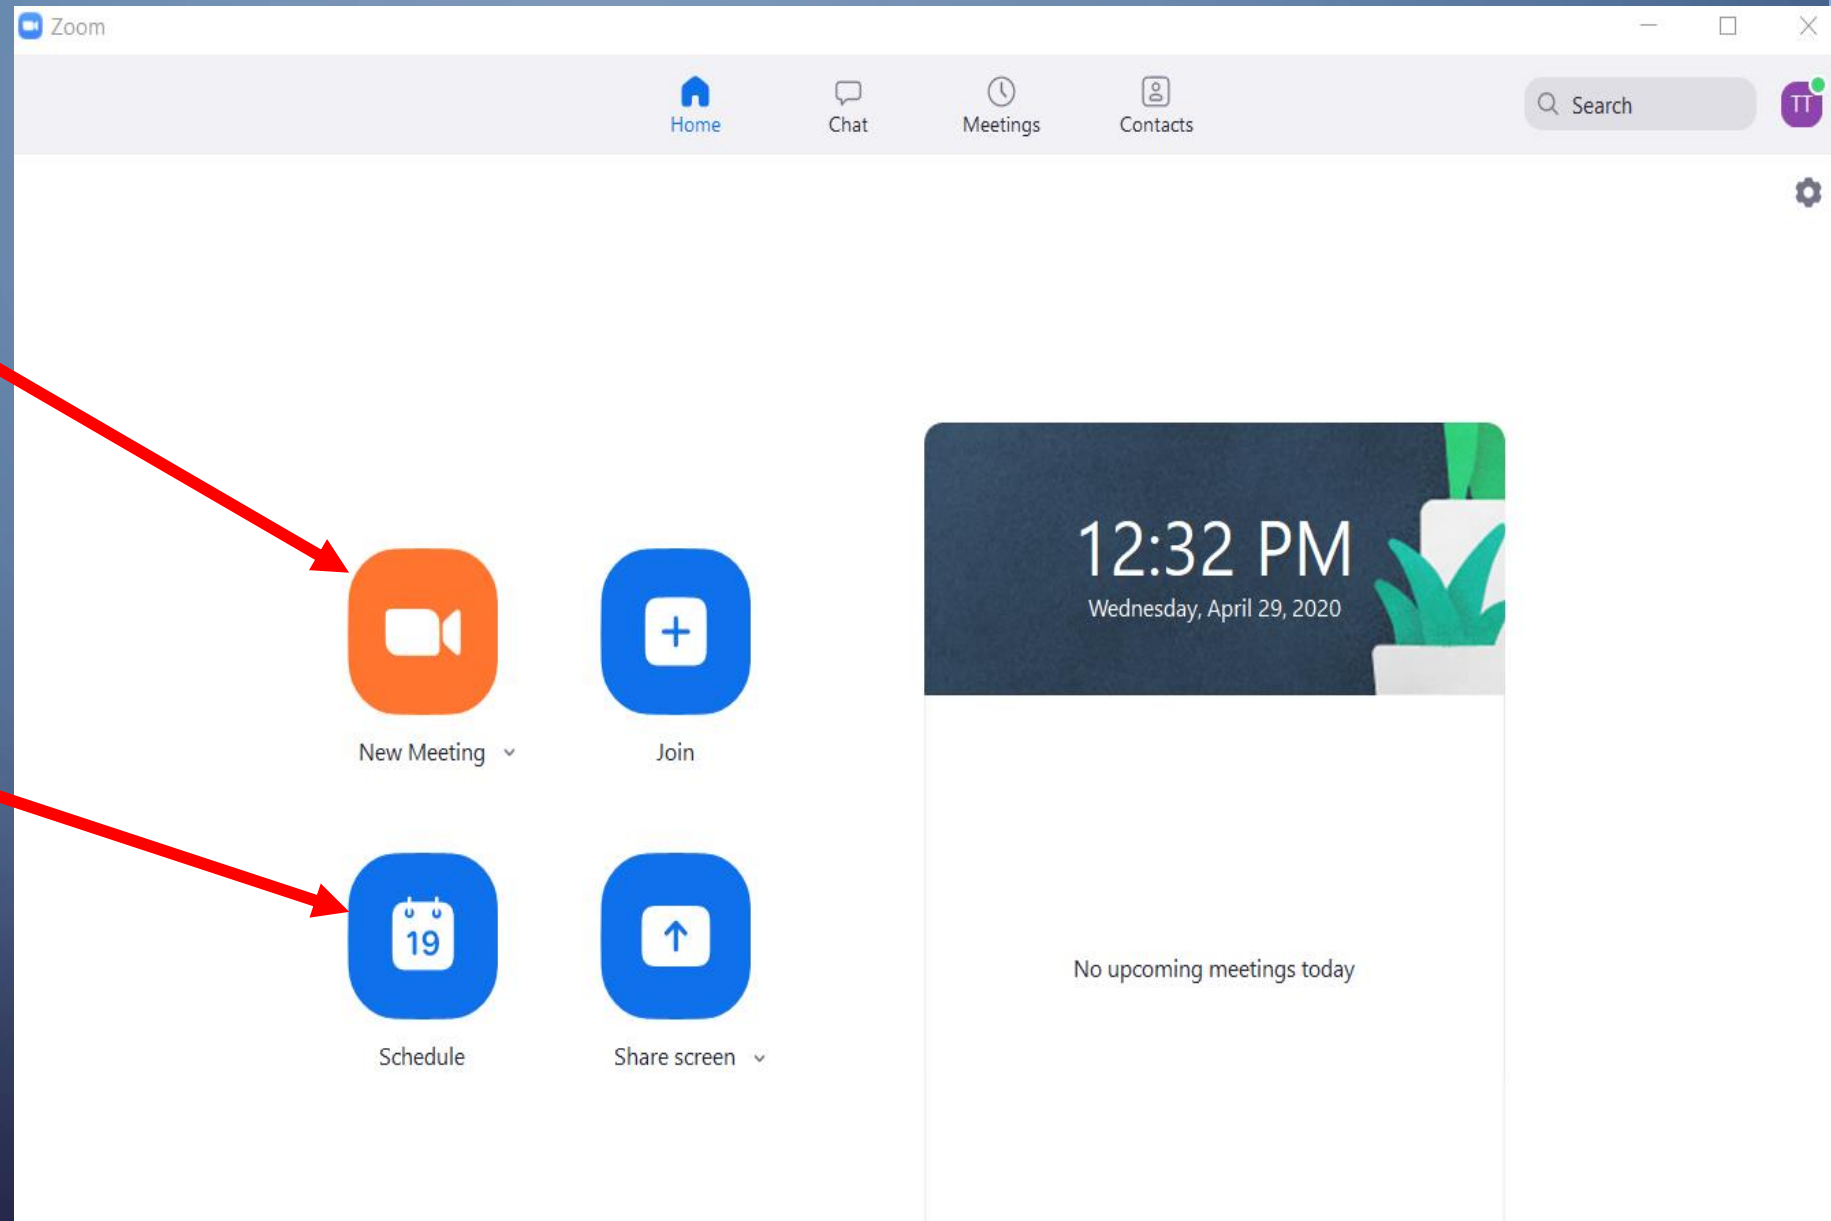 Zoom
Home
Chat
Meetings
Contacts
Search
TT
12:32 PM
Wednesday, April 29, 2020
New Meeting
Join
19
Schedule
Share screen
No upcoming meetings today